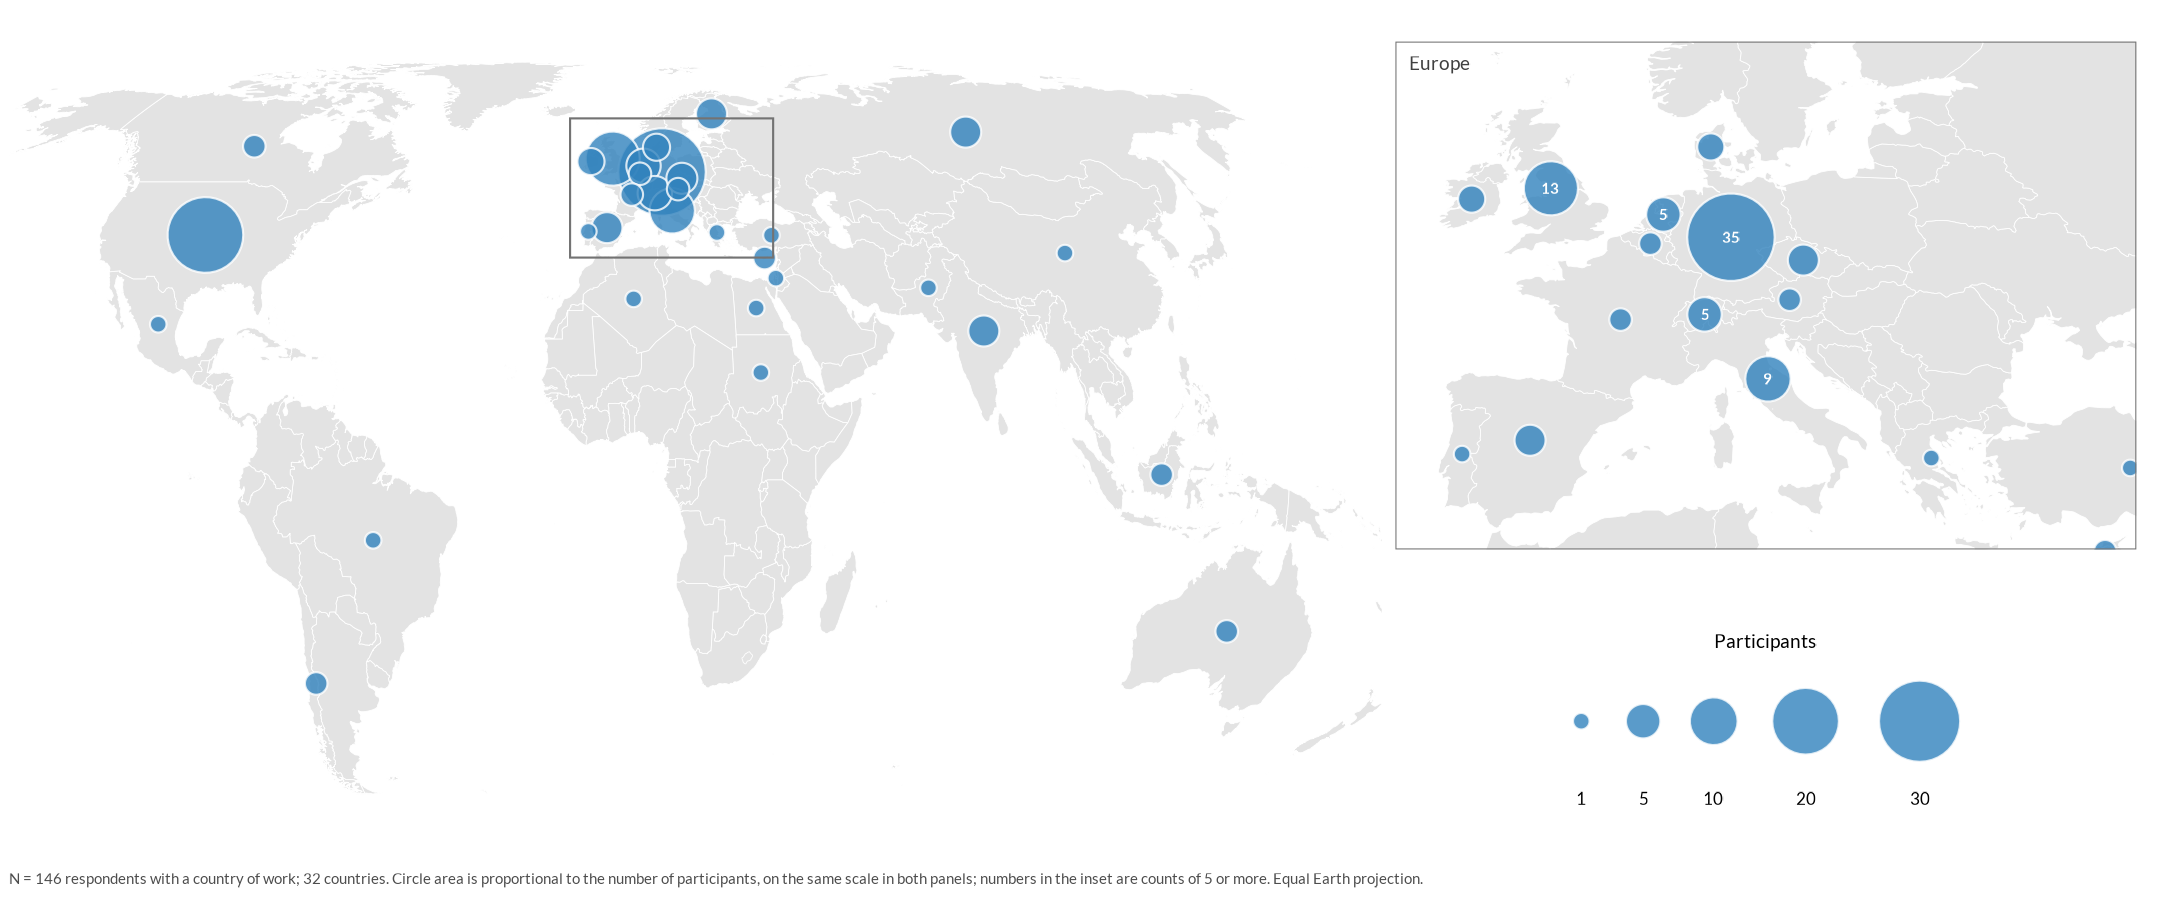 Europe
13
5
35
5
9
Participants
1 5 10 20 30
N = 146 respondents with a country of work; 32 countries. Circle area is proportional to the number of participants, on the same scale in both panels; numbers in the inset are counts of 5 or more. Equal Earth projection.